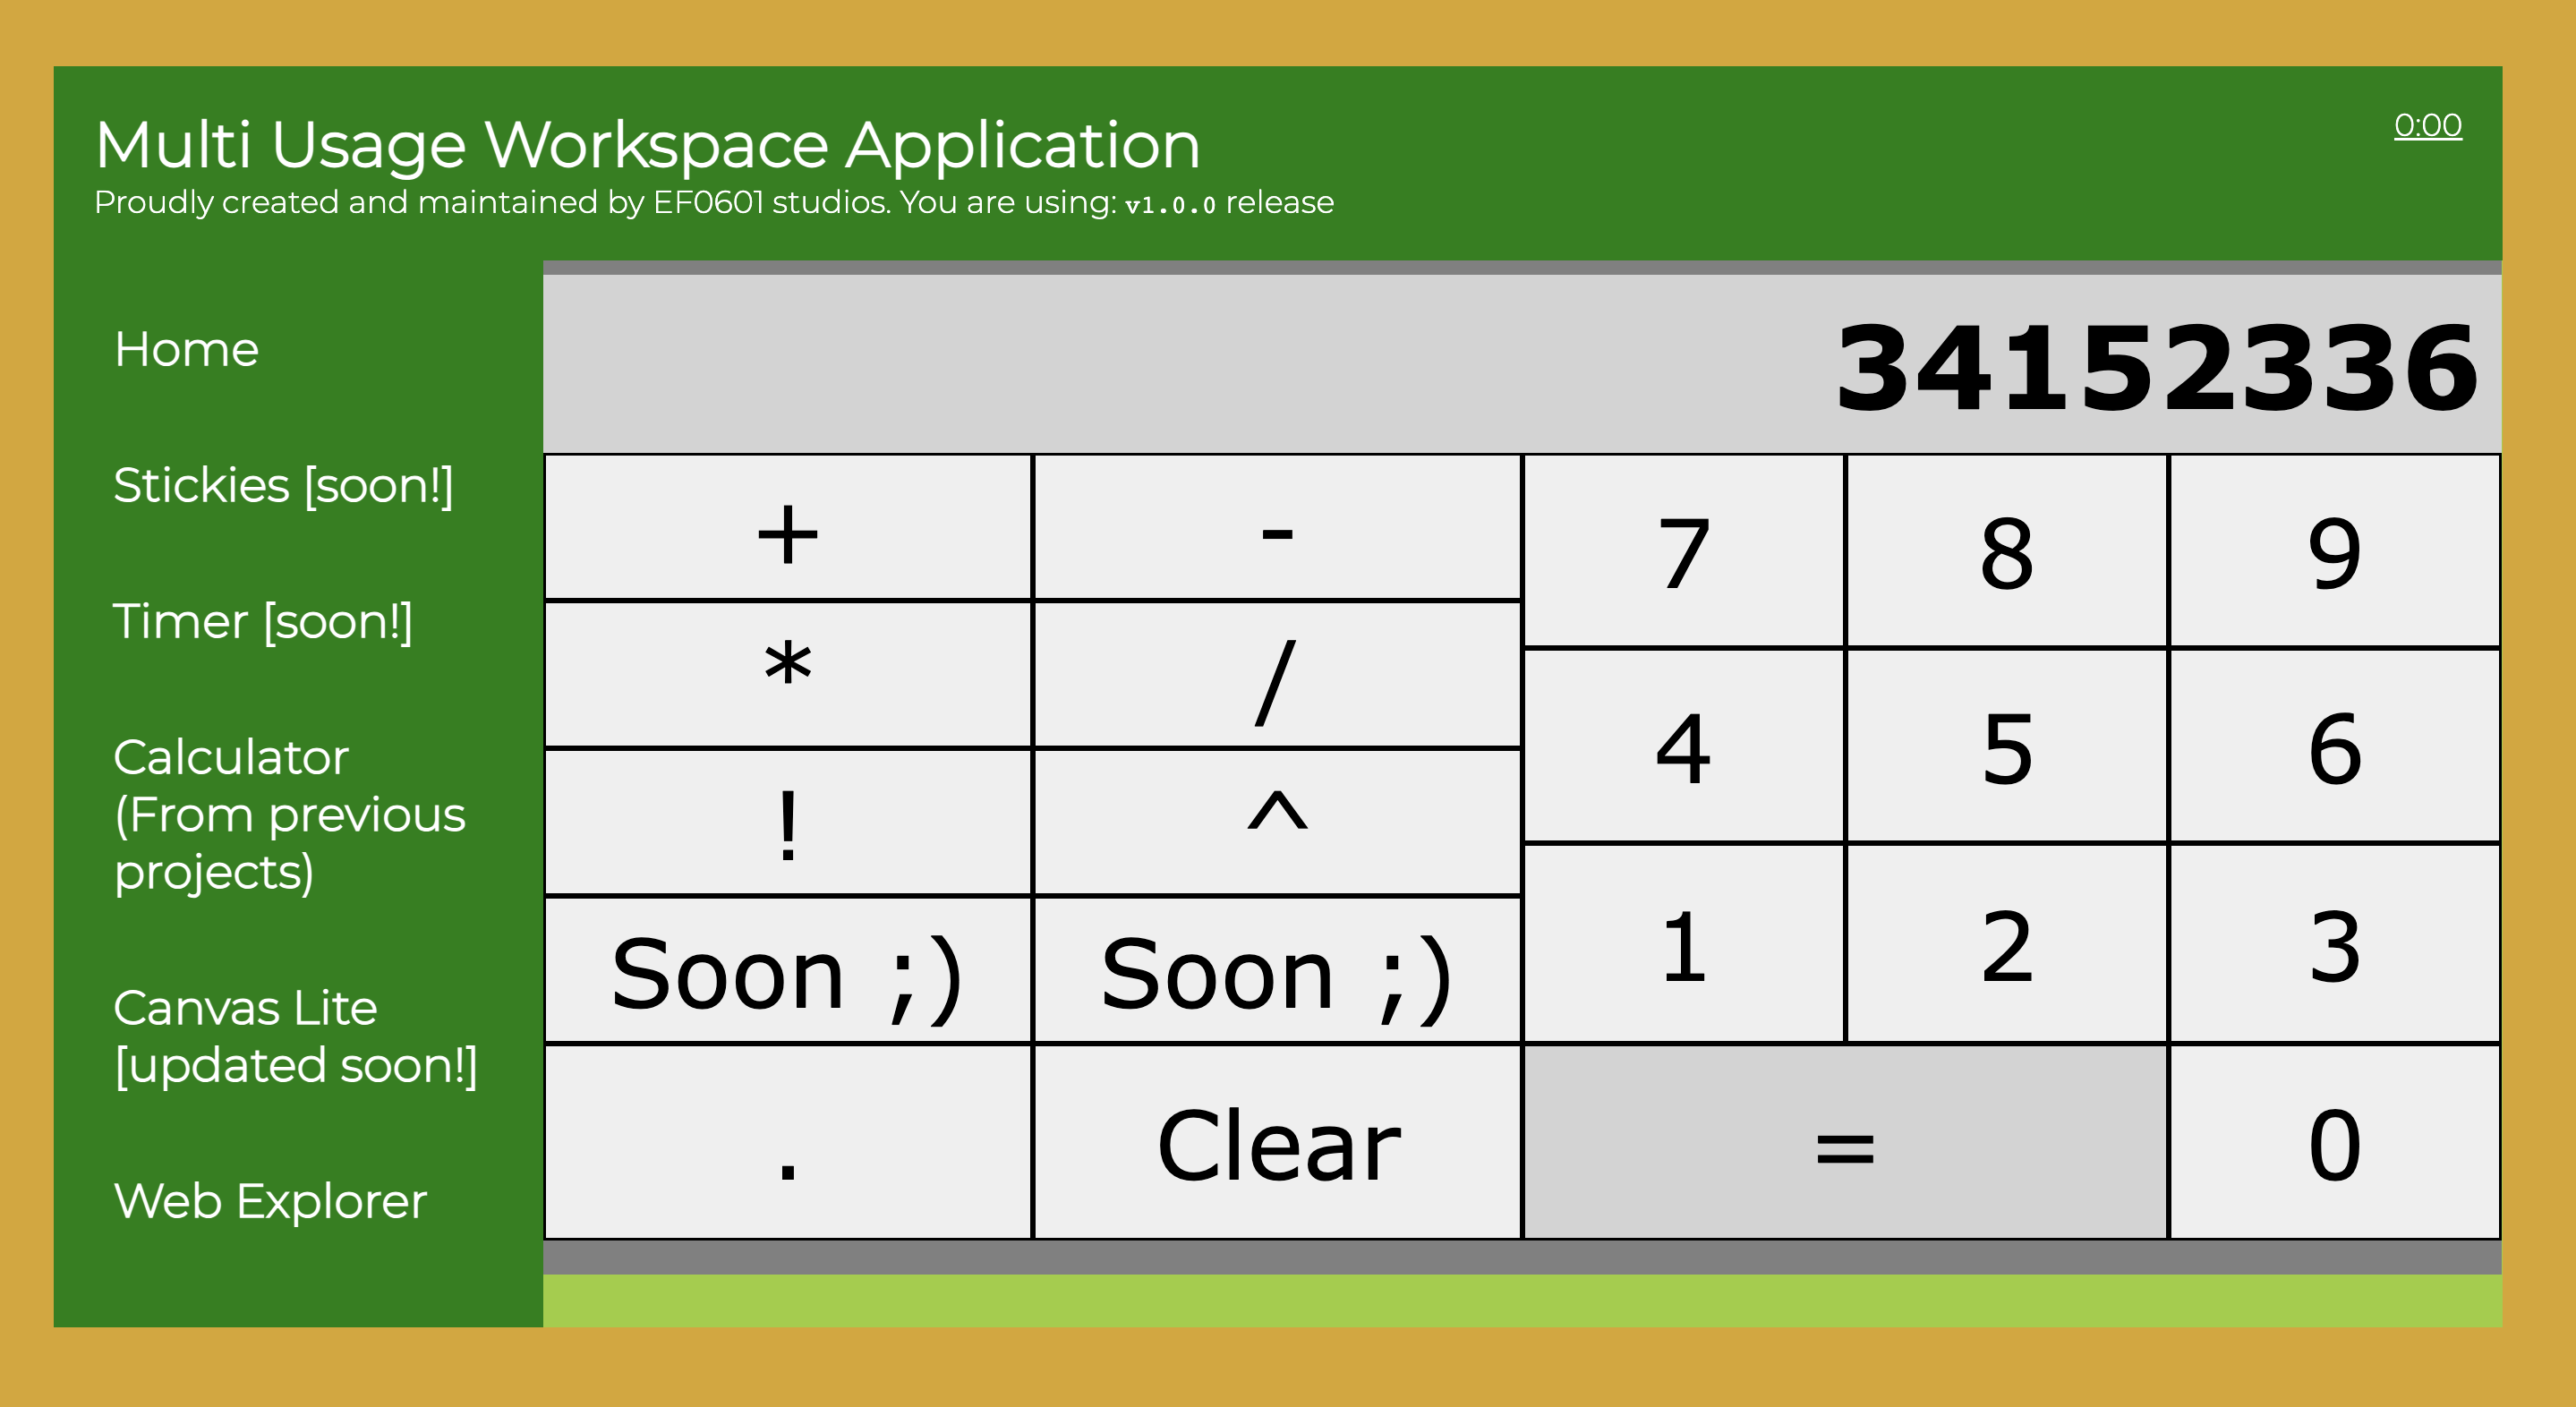 Multi Usage Workspace Application
0:00
Proudly created and maintained by EF0601 studios. You are using: v1.0.0 release
Home
Stickies [soon!]
Timer [soon!]
Calculator
(From previous
projects)
Canvas Lite
[updated soon!]
Web Explorer
34152336
+ - 7 8 9
* / 4 5 6
! ^ 1 2 3
Soon ;) Soon ;)
. Clear = 0